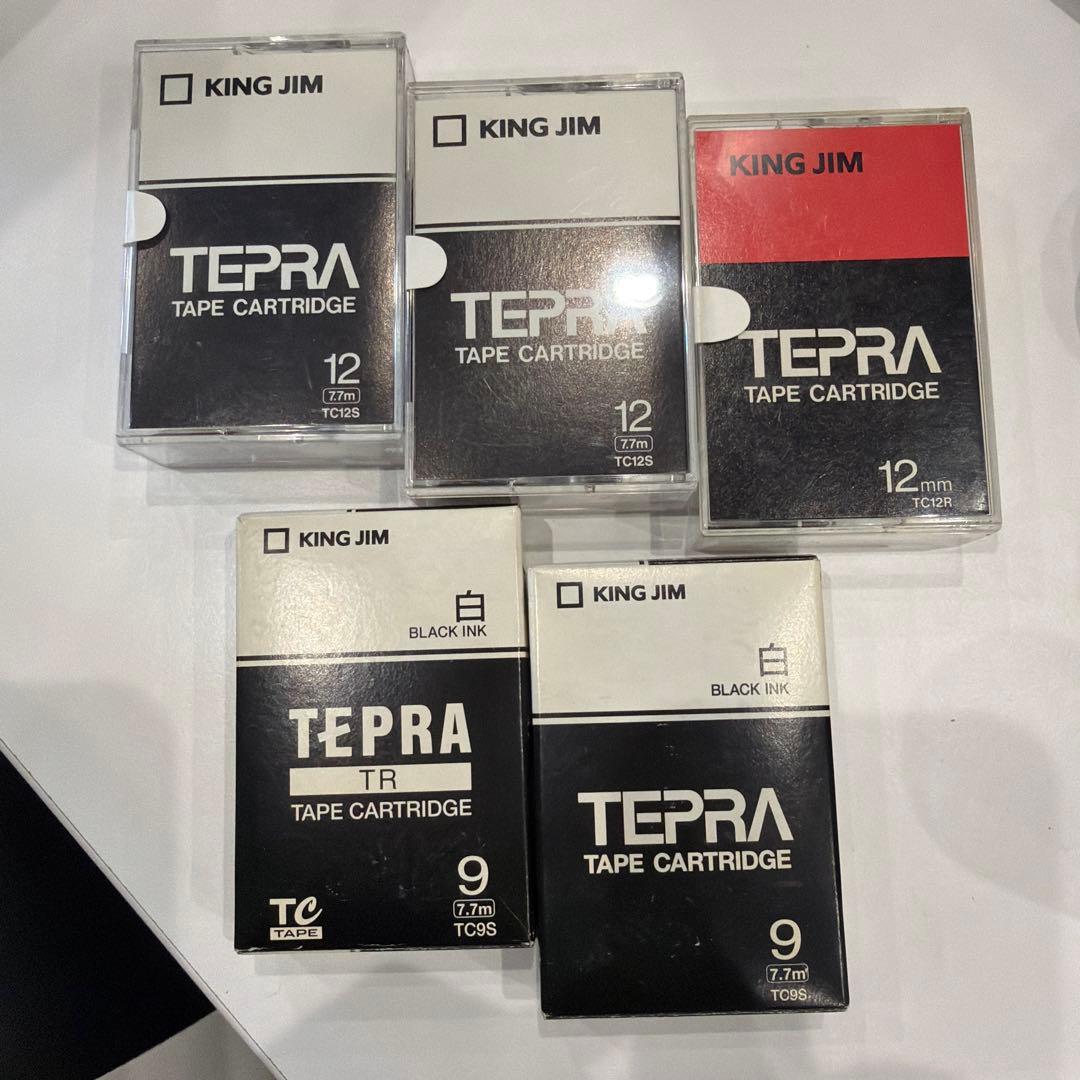 KING JIM
TEPRA
TAPE CARTRIDGE
12
7.7m
TC12S
KING JIM
TEPRA
TAPE CARTRIDGE
12
7.7m
TC12S
KING JIM
TEPRA
TAPE CARTRIDGE
12mm
TC12R
KING JIM
白
BLACK INK
TEPRA
TR
TAPE CARTRIDGE
9
7.7m
TC9S
TC
TAPE
KING JIM
白
BLACK INK
TEPRA
TAPE CARTRIDGE
9
7.7m
TC9S